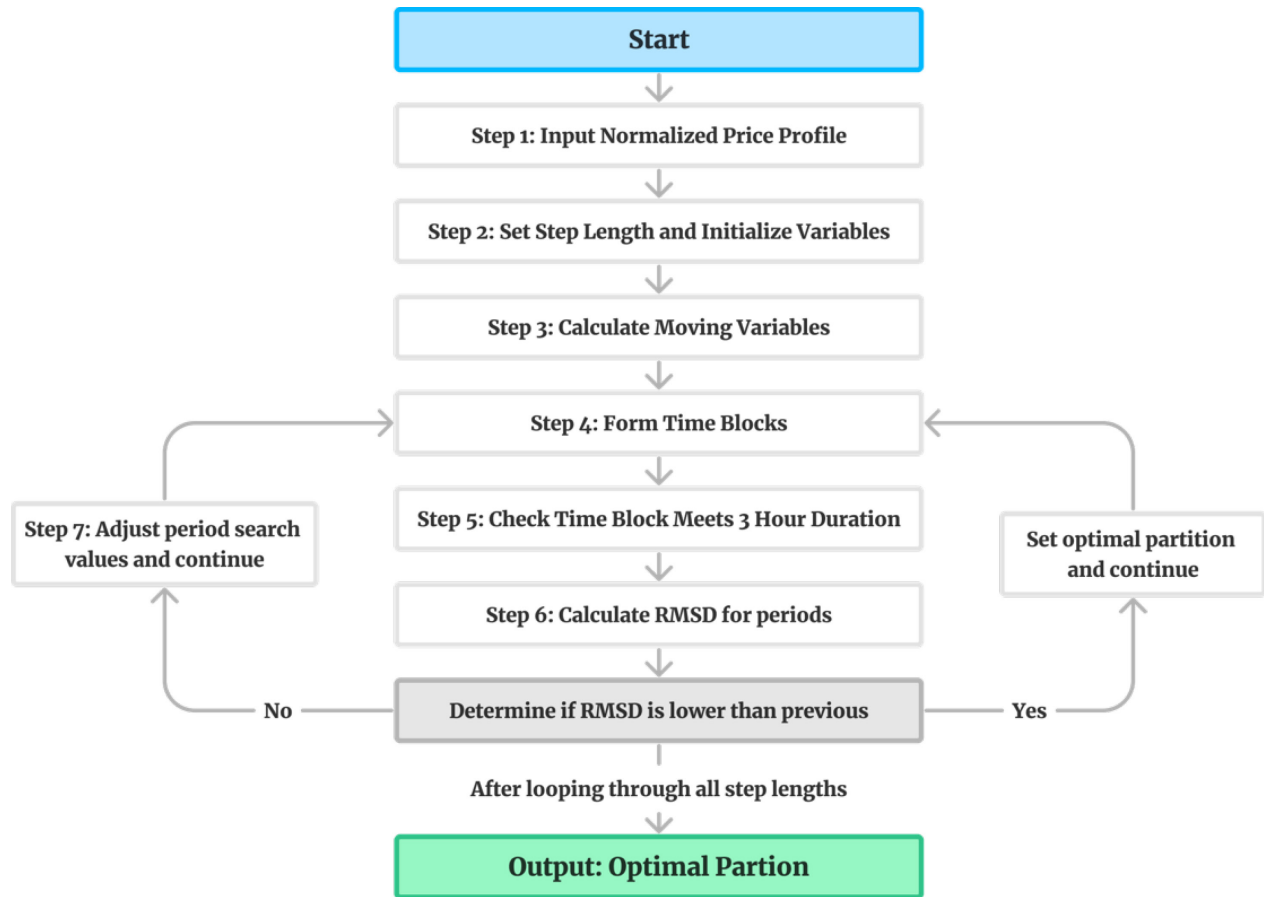 Start
Step 1: Input Normalized Price Profile
Step 2: Set Step Length and Initialize Variables
Step 3: Calculate Moving Variables
Step 4: Form Time Blocks
Step 5: Check Time Block Meets 3 Hour Duration
Step 7: Adjust period search
values and continue
Set optimal partition
and continue
Step 6: Calculate RMSD for periods
No
Determine if RMSD is lower than previous
Yes
After looping through all step lengths
Output: Optimal Partion